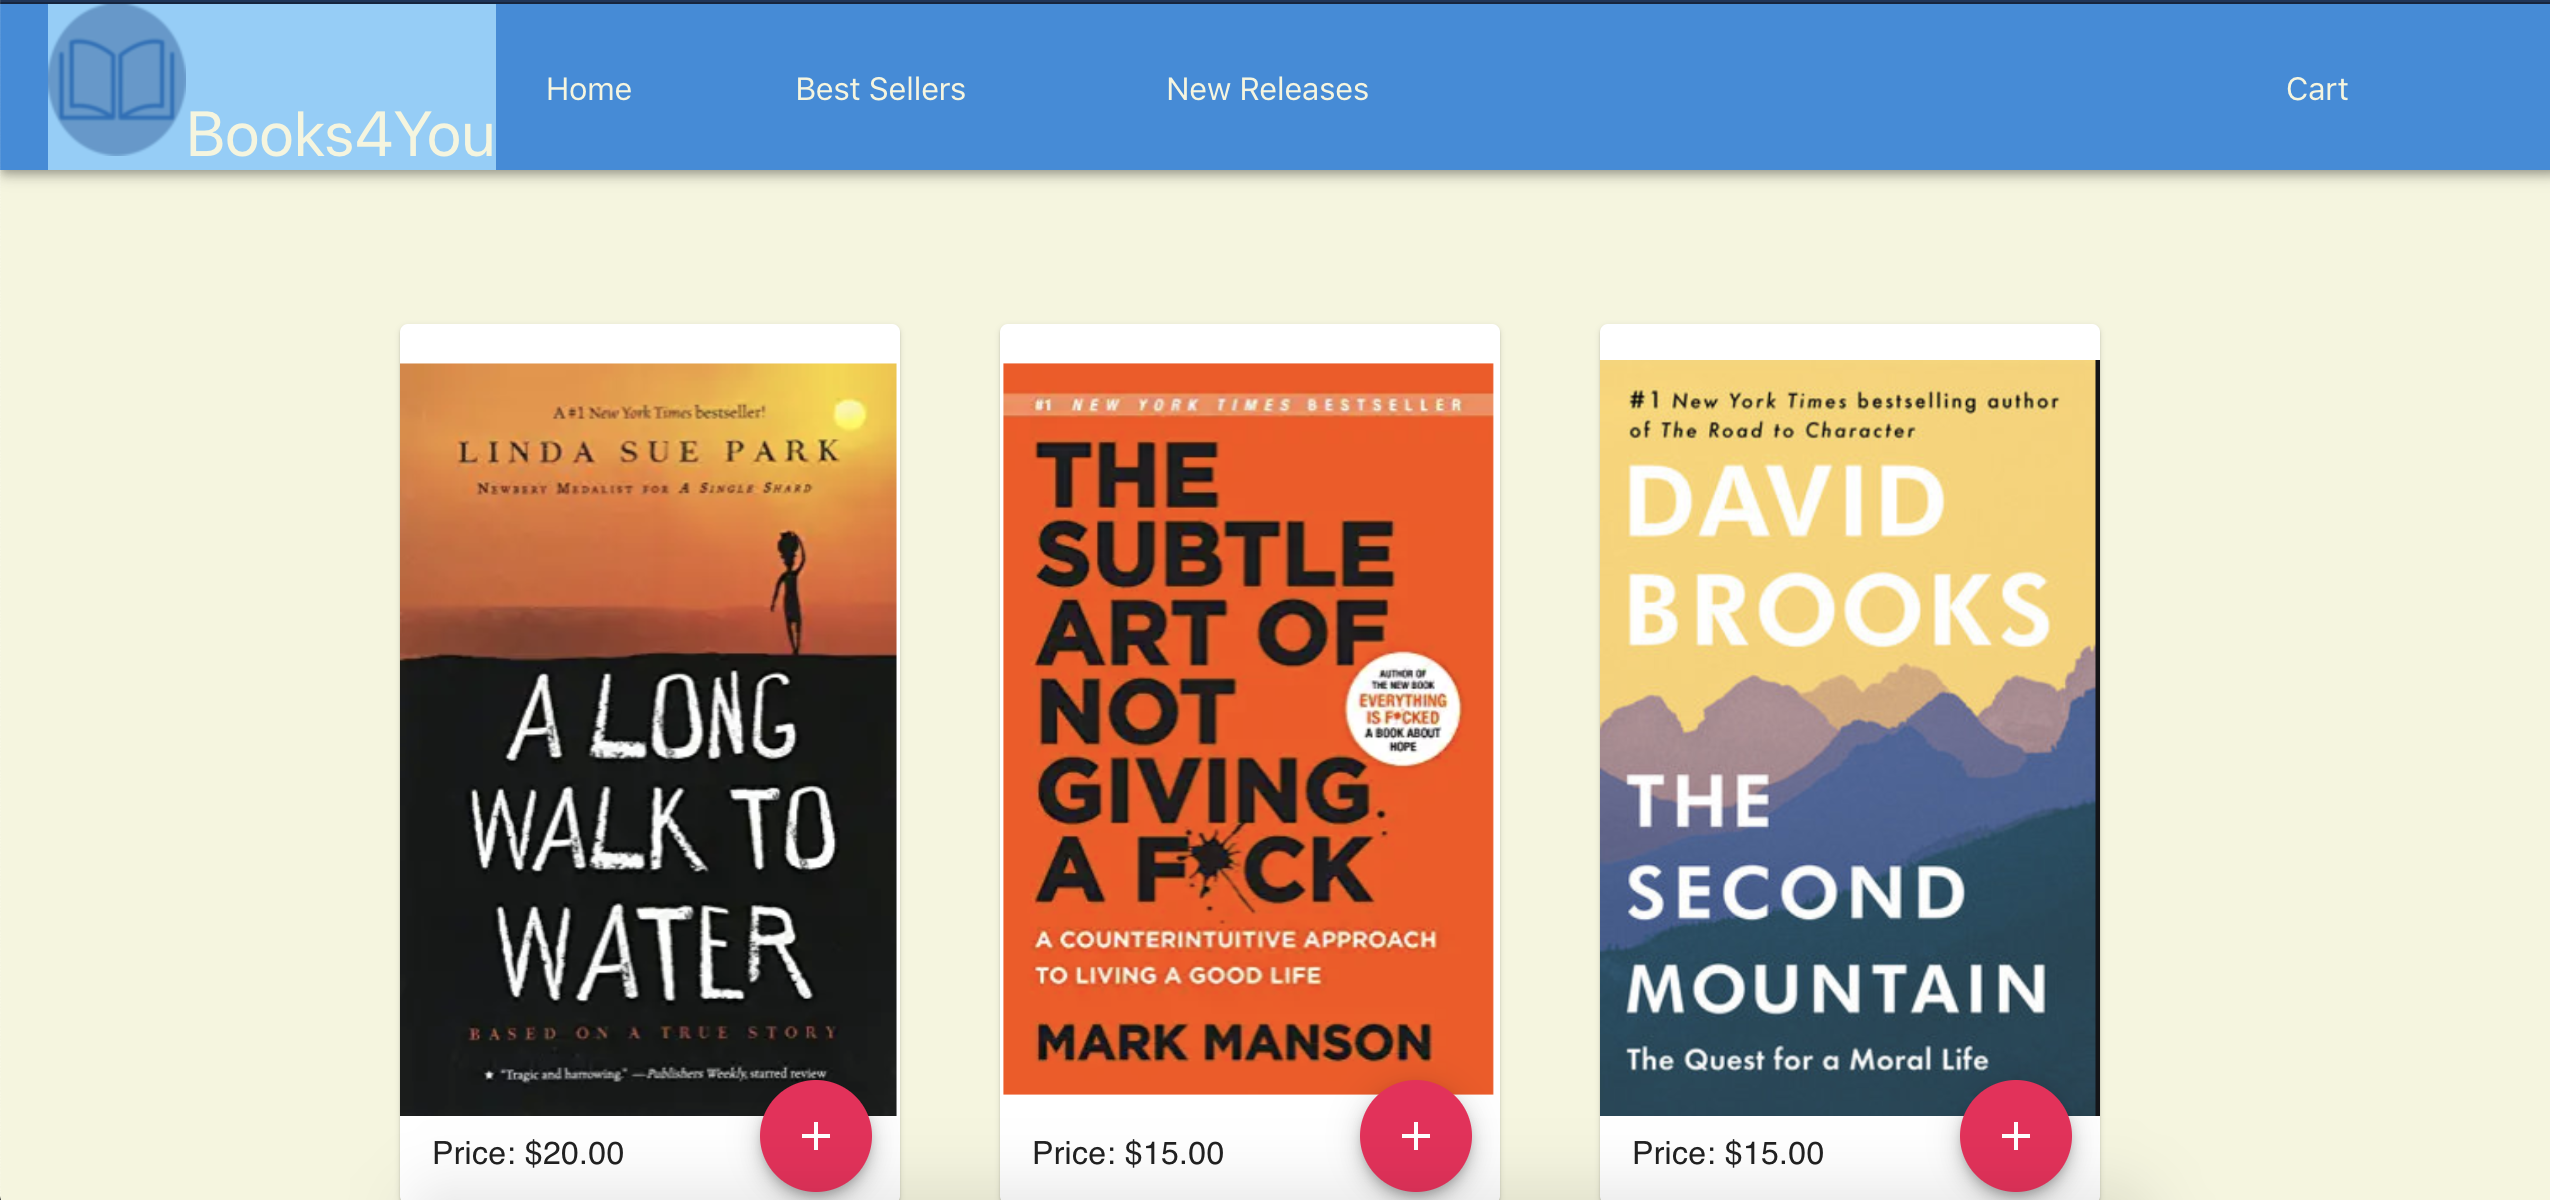 Books4You
Home
Best Sellers
New Releases
Cart
A #1 New York Times bestseller!
LINDA SUE PARK
NEWBERY MEDALIST FOR A SINGLE SHARD
A LONG
WALK TO
WATER
BASED ON A TRUE STORY
★ "Tragic and harrowing." —Publishers Weekly, starred review
Price: $20.00
+
#1 NEW YORK TIMES BESTSELLER
THE
SUBTLE
ART OF
NOT
GIVING
A F*CK
AUTHOR OF
THE NEW BOOK
EVERYTHING
IS F*CKED
A BOOK ABOUT
HOPE
A COUNTERINTUITIVE APPROACH
TO LIVING A GOOD LIFE
MARK MANSON
Price: $15.00
+
#1 New York Times bestselling author
of The Road to Character
DAVID
BROOKS
THE
SECOND
MOUNTAIN
The Quest for a Moral Life
Price: $15.00
+